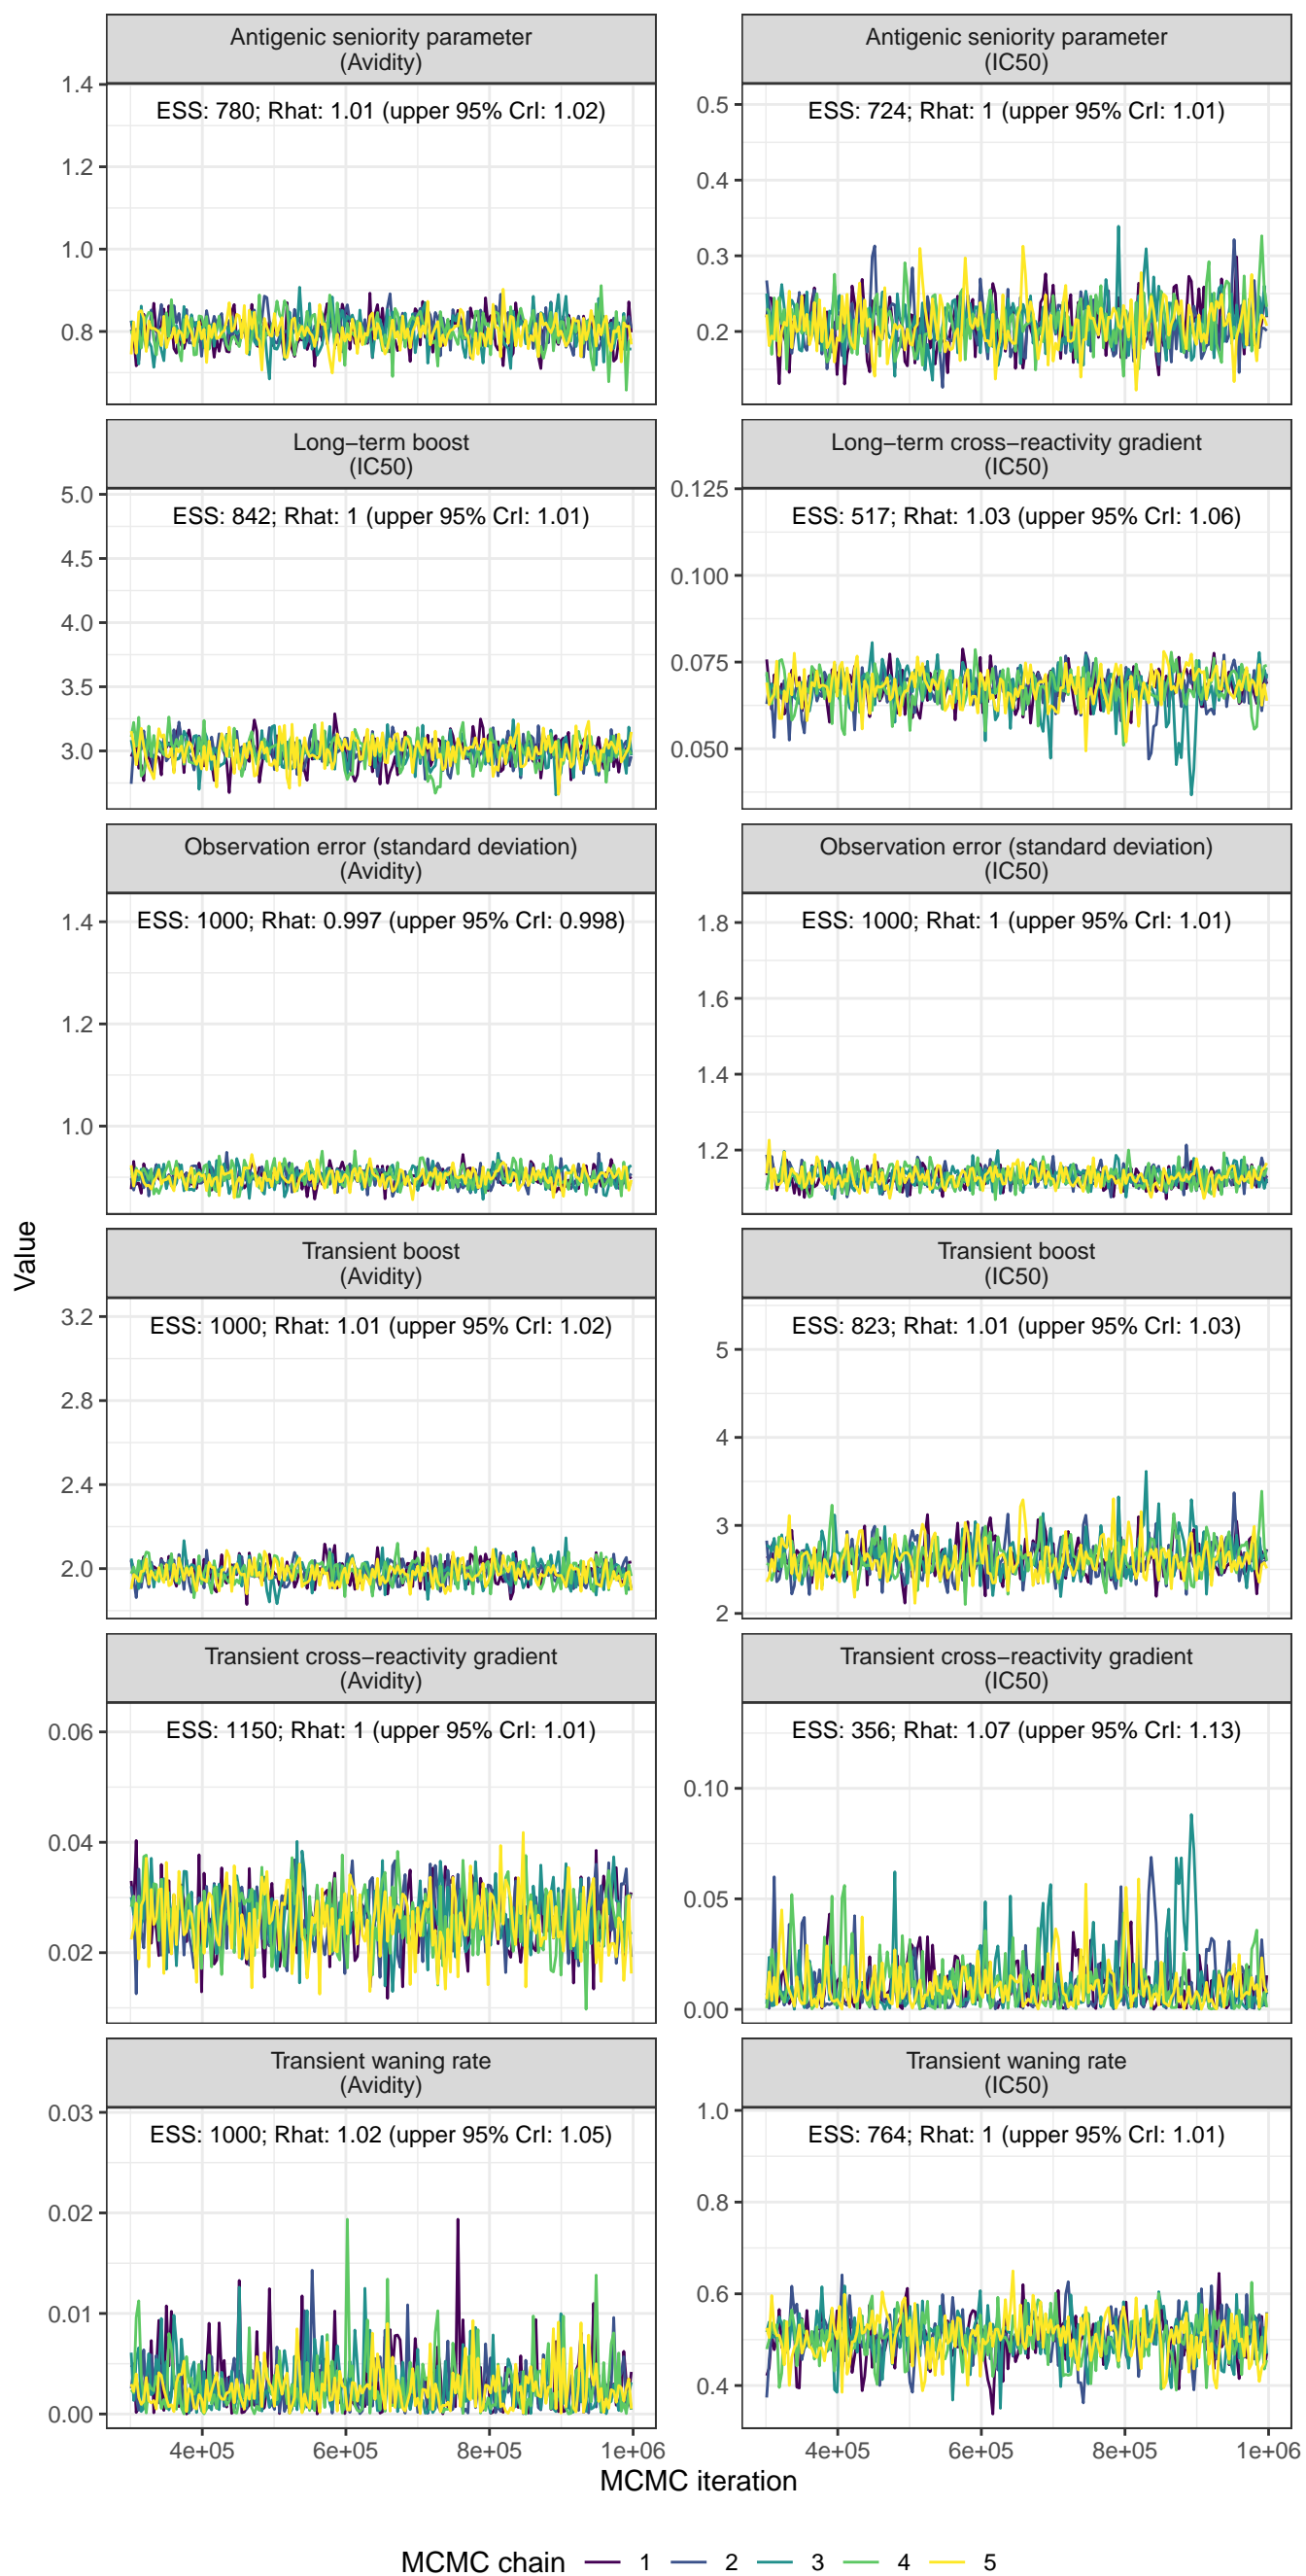 Antigenic seniority parameter
(Avidity)
ESS: 780; Rhat: 1.01 (upper 95% CrI: 1.02)
1.4
1.2
1.0
0.8
Antigenic seniority parameter
(IC50)
ESS: 724; Rhat: 1 (upper 95% CrI: 1.01)
0.5
0.4
0.3
0.2
Long−term boost
(IC50)
ESS: 842; Rhat: 1 (upper 95% CrI: 1.01)
5.0
4.5
4.0
3.5
3.0
Long−term cross−reactivity gradient
(IC50)
ESS: 517; Rhat: 1.03 (upper 95% CrI: 1.06)
0.125
0.100
0.075
0.050
Observation error (standard deviation)
(Avidity)
ESS: 1000; Rhat: 0.997 (upper 95% CrI: 0.998)
1.4
1.2
1.0
Observation error (standard deviation)
(IC50)
ESS: 1000; Rhat: 1 (upper 95% CrI: 1.01)
1.8
1.6
1.4
1.2
Value
Transient boost
(Avidity)
ESS: 1000; Rhat: 1.01 (upper 95% CrI: 1.02)
3.2
2.8
2.4
2.0
Transient boost
(IC50)
ESS: 823; Rhat: 1.01 (upper 95% CrI: 1.03)
5
4
3
2
Transient cross−reactivity gradient
(Avidity)
ESS: 1150; Rhat: 1 (upper 95% CrI: 1.01)
0.06
0.04
0.02
Transient cross−reactivity gradient
(IC50)
ESS: 356; Rhat: 1.07 (upper 95% CrI: 1.13)
0.10
0.05
0.00
Transient waning rate
(Avidity)
ESS: 1000; Rhat: 1.02 (upper 95% CrI: 1.05)
0.03
0.02
0.01
0.00
Transient waning rate
(IC50)
ESS: 764; Rhat: 1 (upper 95% CrI: 1.01)
1.0
0.8
0.6
0.4
4e+05 6e+05 8e+05 1e+06
4e+05 6e+05 8e+05 1e+06
MCMC iteration
MCMC chain 1 2 3 4 5